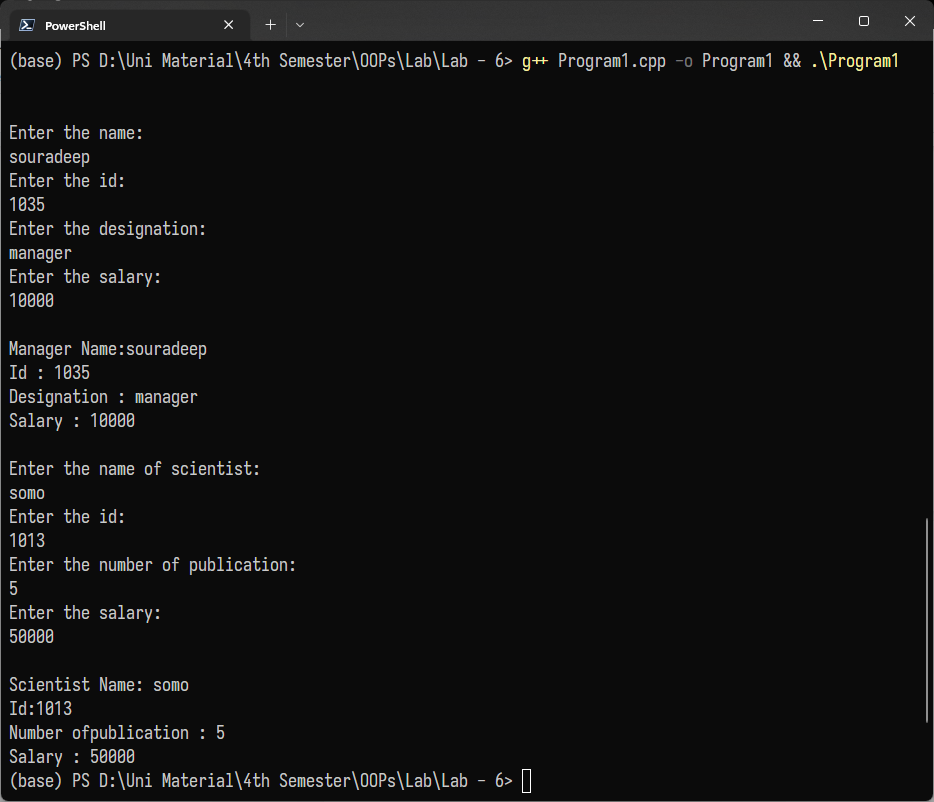 PowerShell
(base) PS D:\Uni Material\4th Semester\OOPs\Lab\Lab - 6> g++ Program1.cpp -o Program1 && .\Program1
Enter the name:
souradeep
Enter the id:
1035
Enter the designation:
manager
Enter the salary:
10000
Manager Name:souradeep
Id : 1035
Designation : manager
Salary : 10000
Enter the name of scientist:
somo
Enter the id:
1013
Enter the number of publication:
5
Enter the salary:
50000
Scientist Name: somo
Id:1013
Number ofpublication : 5
Salary : 50000
(base) PS D:\Uni Material\4th Semester\OOPs\Lab\Lab - 6>